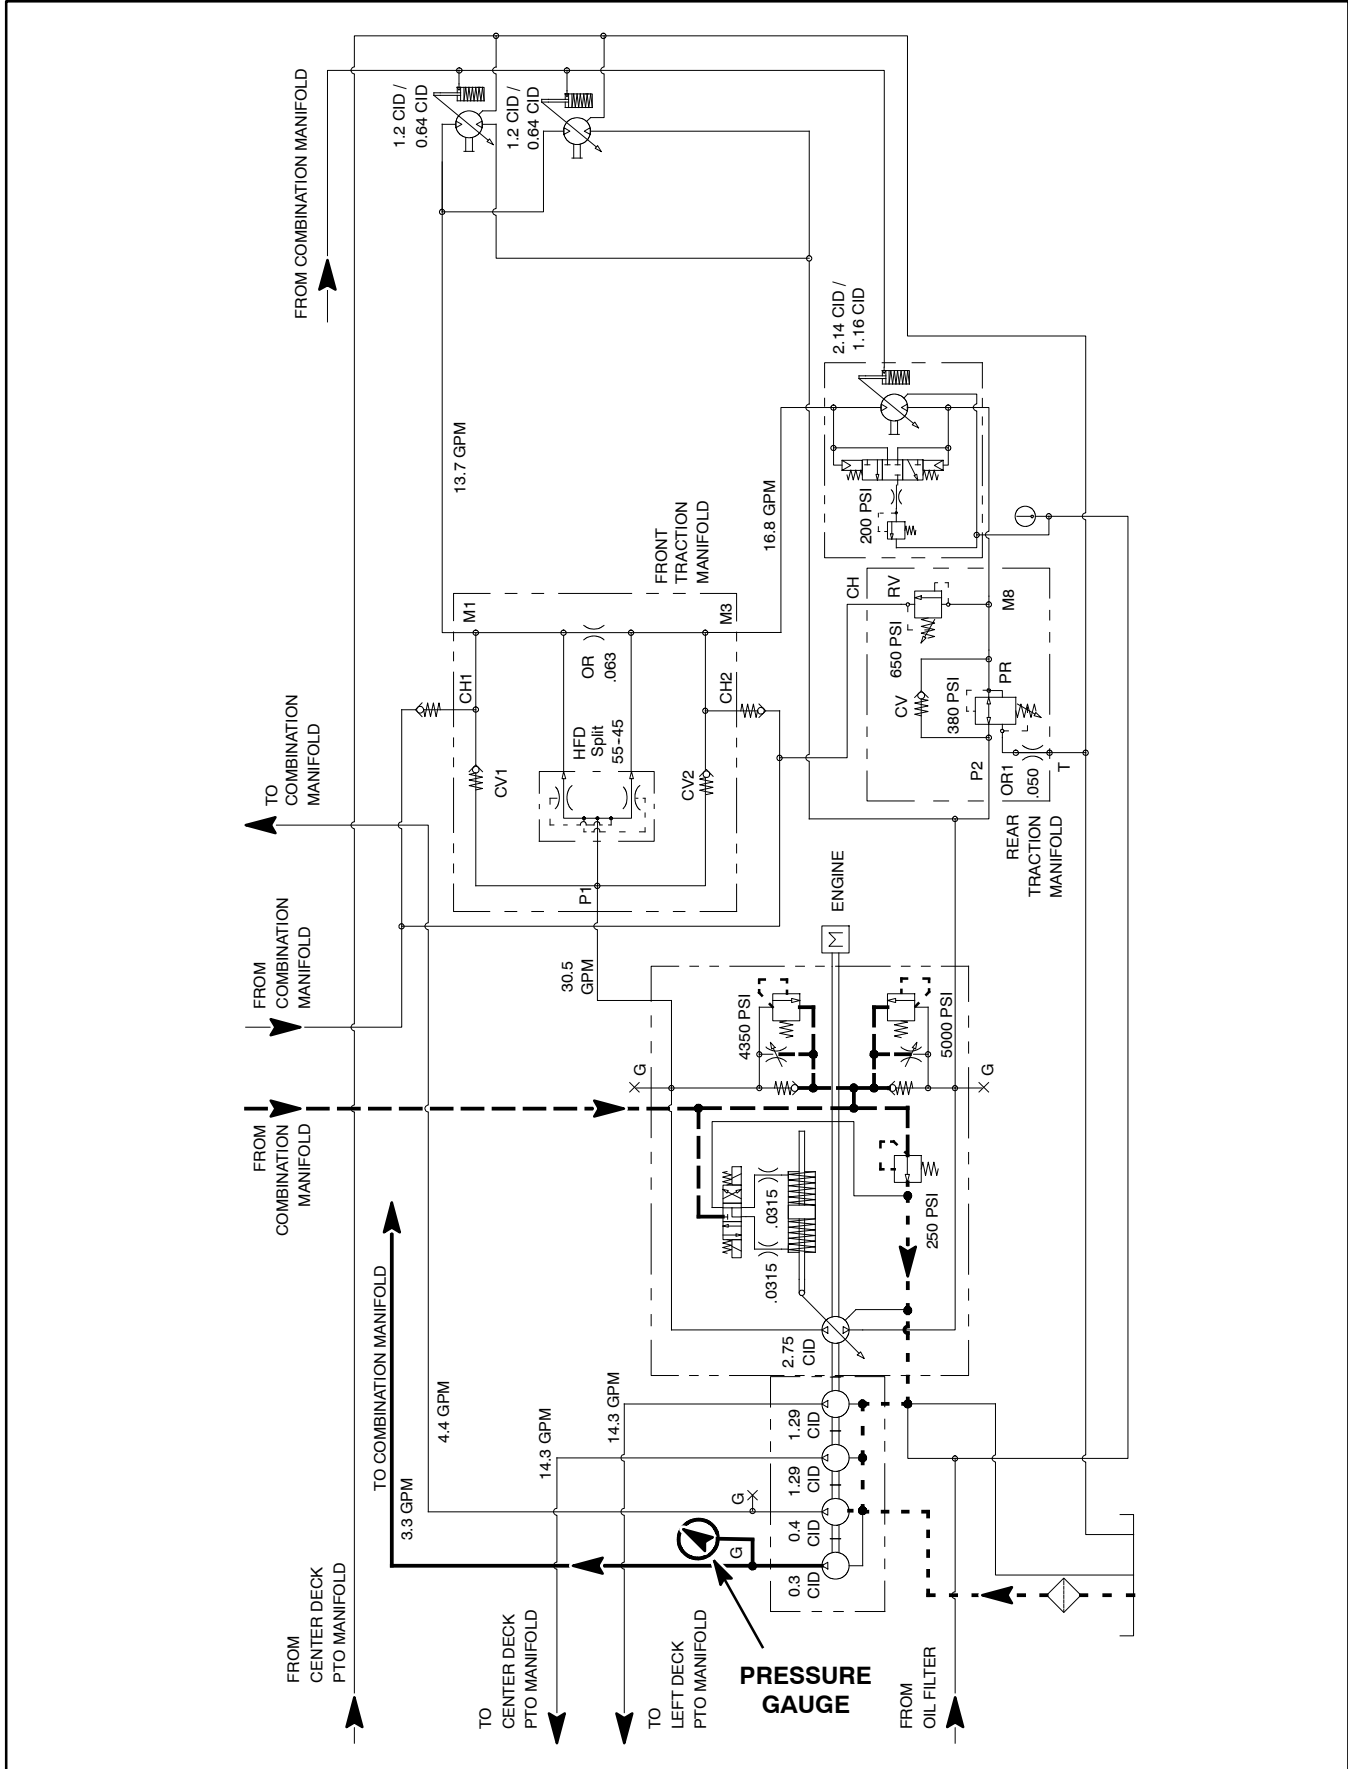 FROM COMBINATION MANIFOLD
1.2 CID /
0.64 CID
1.2 CID /
0.64 CID
2.14 CID /
1.16 CID
13.7 GPM
16.8 GPM
200 PSI
FRONT
TRACTION
MANIFOLD
M1
M3
OR
.063
CH1
CH2
HFD
Split
55-45
CV1
CV2
P1
CH
RV
650 PSI
M8
CV
380 PSI
PR
P2
OR1
.050
T
REAR
TRACTION
MANIFOLD
TO
COMBINATION
MANIFOLD
FROM
COMBINATION
MANIFOLD
30.5
GPM
M
ENGINE
4350 PSI
5000 PSI
G
G
FROM
COMBINATION
MANIFOLD
.0315
.0315
250 PSI
2.75
CID
TO COMBINATION MANIFOLD
3.3 GPM
4.4 GPM
14.3 GPM
14.3 GPM
1.29
CID
1.29
CID
0.4
CID
0.3
CID
G
G
FROM
CENTER DECK
PTO MANIFOLD
TO
CENTER DECK
PTO MANIFOLD
TO
LEFT DECK
PTO MANIFOLD
PRESSURE
GAUGE
FROM
OIL FILTER